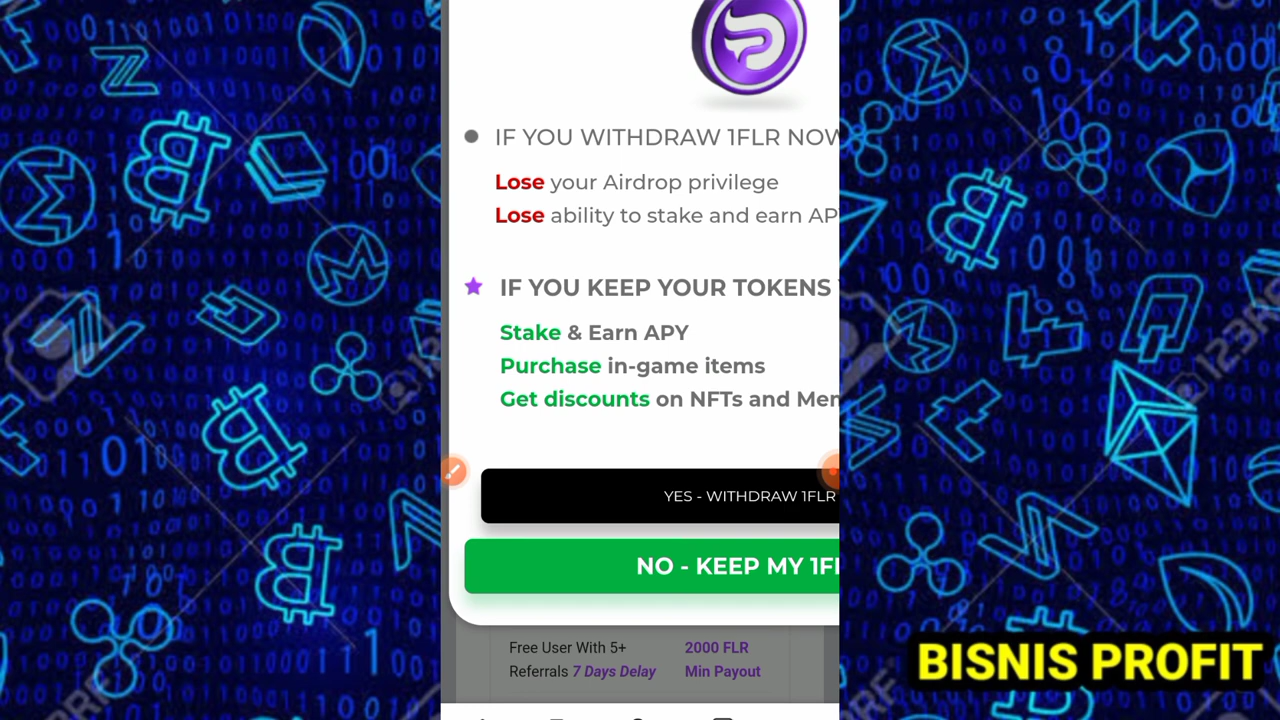 IF YOU WITHDRAW 1FLR NOW
Lose your Airdrop privilege
Lose ability to stake and earn AP
IF YOU KEEP YOUR TOKENS
Stake & Earn APY
Purchase in-game items
Get discounts on NFTs and Mem
YES - WITHDRAW 1FLR
NO - KEEP MY 1FL
Free User With 5+
Referrals 7 Days Delay
2000 FLR
Min Payout
BISNIS PROFIT